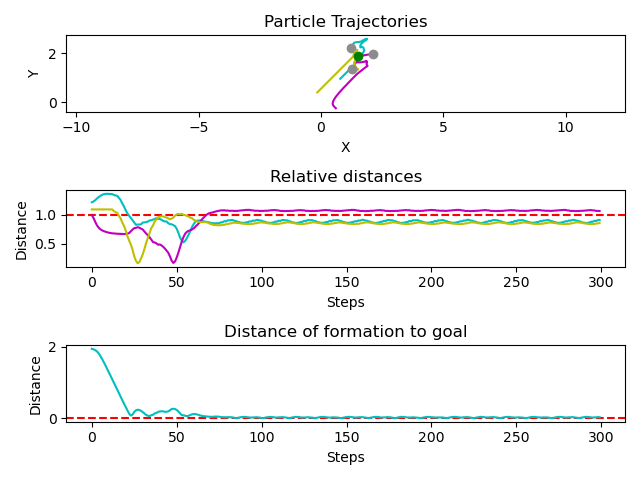 Particle Trajectories
2
0
Y
−10
−5
0
5
10
X
Relative distances
1.0
0.5
Distance
0
50
100
150
200
250
300
Steps
Distance of formation to goal
2
0
Distance
0
50
100
150
200
250
300
Steps